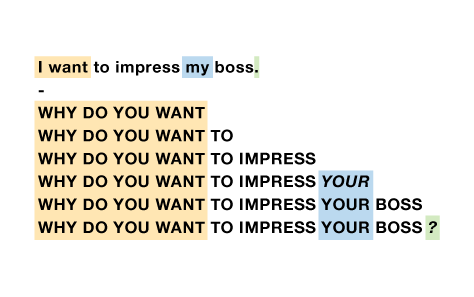 I want to impress my boss.
-
WHY DO YOU WANT
WHY DO YOU WANT TO
WHY DO YOU WANT TO IMPRESS
WHY DO YOU WANT TO IMPRESS YOUR
WHY DO YOU WANT TO IMPRESS YOUR BOSS
WHY DO YOU WANT TO IMPRESS YOUR BOSS ?